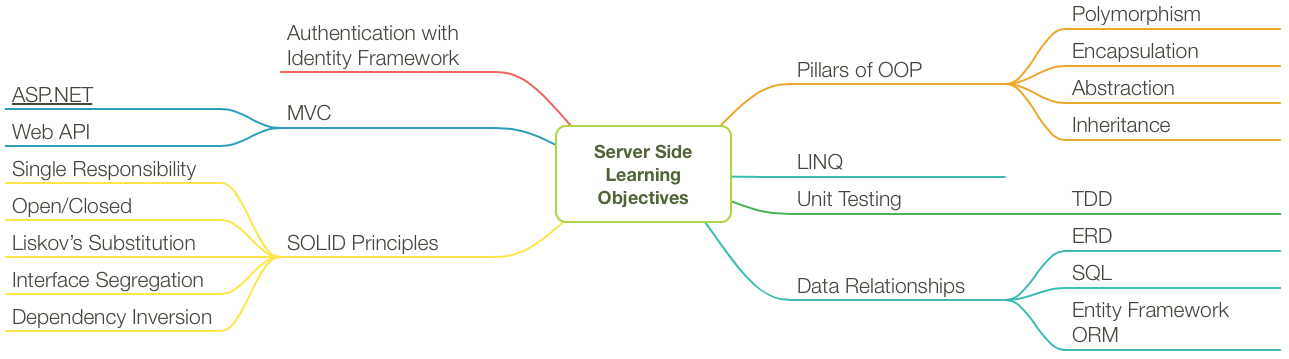 Server Side
Learning
Objectives
Authentication with
Identity Framework
MVC
ASP.NET
Web API
SOLID Principles
Single Responsibility
Open/Closed
Liskov’s Substitution
Interface Segregation
Dependency Inversion
Pillars of OOP
Polymorphism
Encapsulation
Abstraction
Inheritance
LINQ
Unit Testing
TDD
Data Relationships
ERD
SQL
Entity Framework
ORM